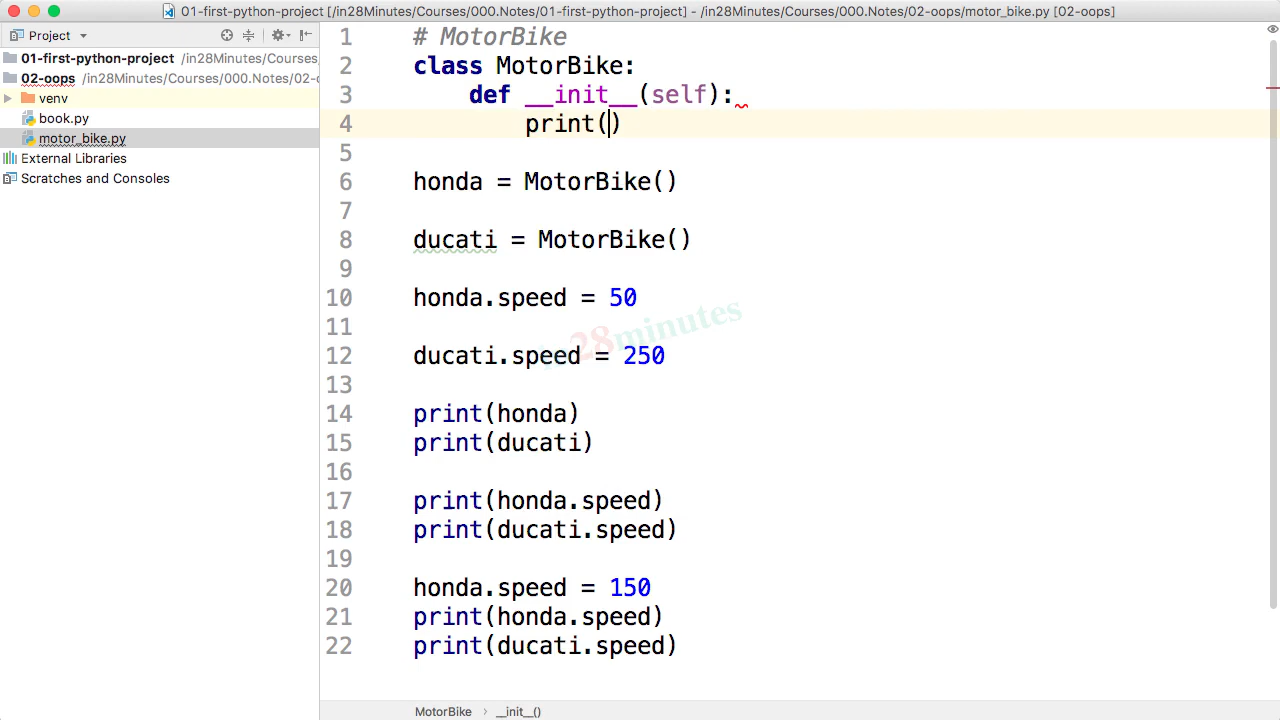 01-first-python-project [/in28Minutes/Courses/000.Notes/01-first-python-project] - /in28Minutes/Courses/000.Notes/02-oops/motor_bike.py [02-oops]
Project
01-first-python-project /in28Minutes/Courses
02-oops /in28Minutes/Courses/000.Notes/02-o
venv
book.py
motor_bike.py
External Libraries
Scratches and Consoles
1 # MotorBike
2 class MotorBike:
3 def __init__(self):
4 print()
5
6 honda = MotorBike()
7
8 ducati = MotorBike()
9
10 honda.speed = 50
11
12 ducati.speed = 250
13
14 print(honda)
15 print(ducati)
16
17 print(honda.speed)
18 print(ducati.speed)
19
20 honda.speed = 150
21 print(honda.speed)
22 print(ducati.speed)
in28minutes
MotorBike › __init__()